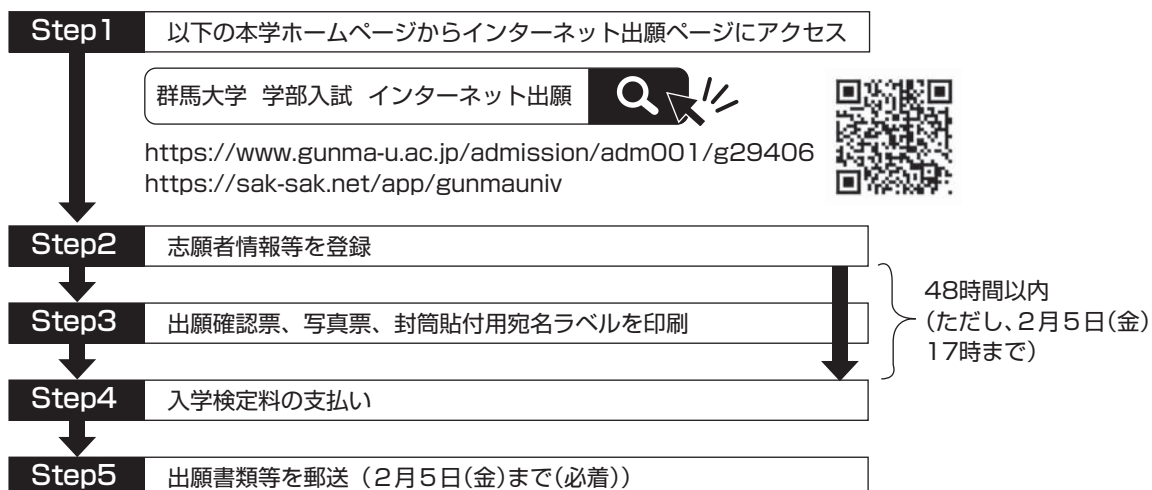 Step1 以下の本学ホームページからインターネット出願ページにアクセス
群馬大学 学部入試 インターネット出願
https://www.gunma-u.ac.jp/admission/adm001/g29406
https://sak-sak.net/app/gunmauniv
Step2 志願者情報等を登録
48時間以内
(ただし、2月5日(金)
17時まで)
Step3 出願確認票、写真票、封筒貼付用宛名ラベルを印刷
Step4 入学検定料の支払い
Step5 出願書類等を郵送(2月5日(金)まで(必着))